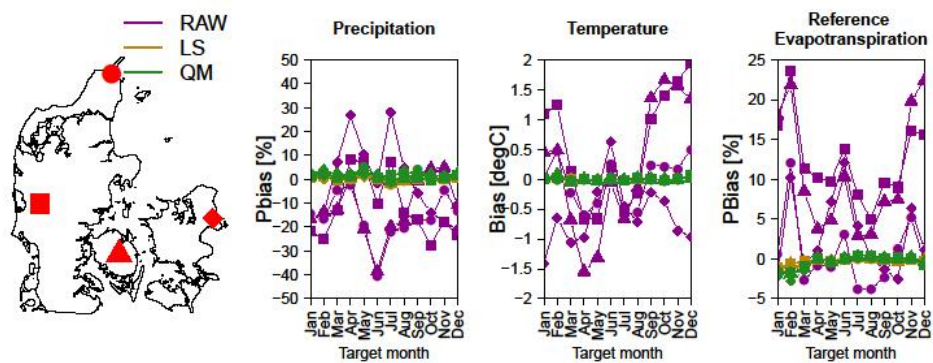 RAW
LS
QM
Precipitation
Pbias [%]
50
40
30
20
10
0
−10
−20
−30
−40
−50
Jan
Feb
Mar
Apr
May
Jun
Jul
Aug
Sep
Oct
Nov
Dec
Target month
Temperature
Bias [degC]
2
1.5
1
0.5
0
−0.5
−1
−1.5
−2
Jan
Feb
Mar
Apr
May
Jun
Jul
Aug
Sep
Oct
Nov
Dec
Target month
Reference
Evapotranspiration
PBias [%]
25
20
15
10
5
0
−5
Jan
Feb
Mar
Apr
May
Jun
Jul
Aug
Sep
Oct
Nov
Dec
Target month